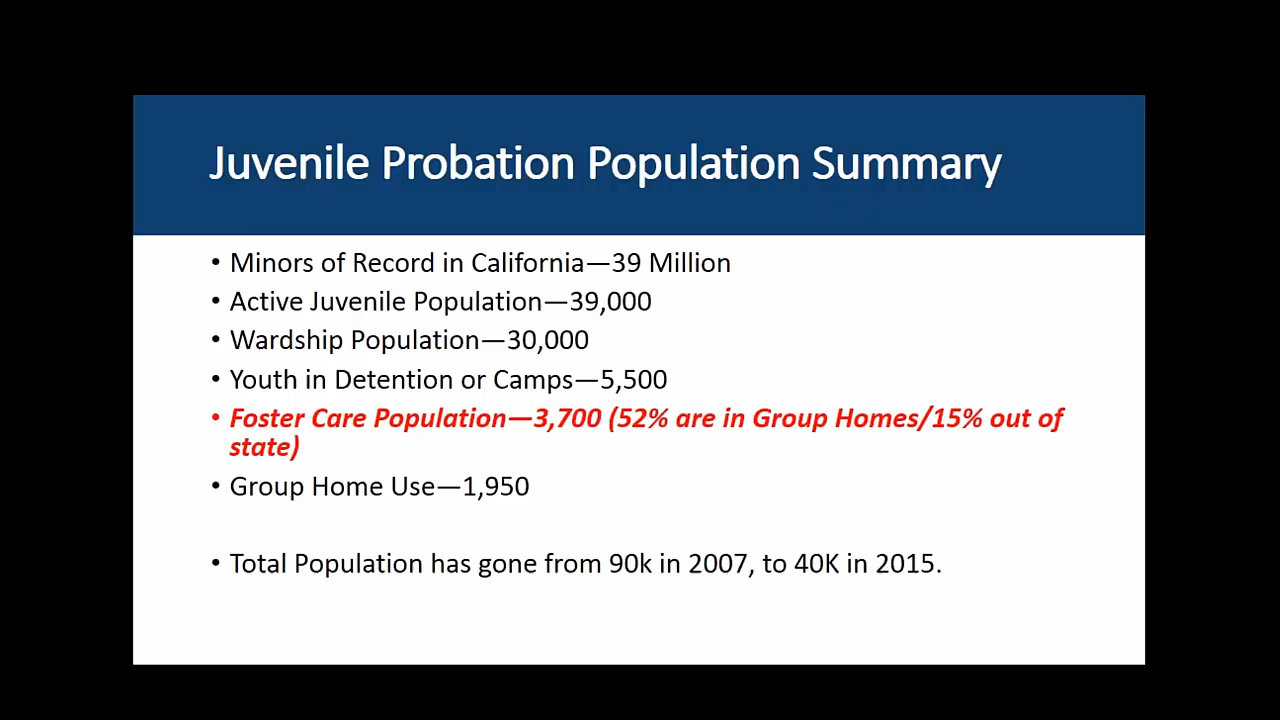 Juvenile Probation Population Summary
• Minors of Record in California—39 Million
• Active Juvenile Population—39,000
• Wardship Population—30,000
• Youth in Detention or Camps—5,500
• Foster Care Population—3,700 (52% are in Group Homes/15% out of
state)
• Group Home Use—1,950
• Total Population has gone from 90k in 2007, to 40K in 2015.